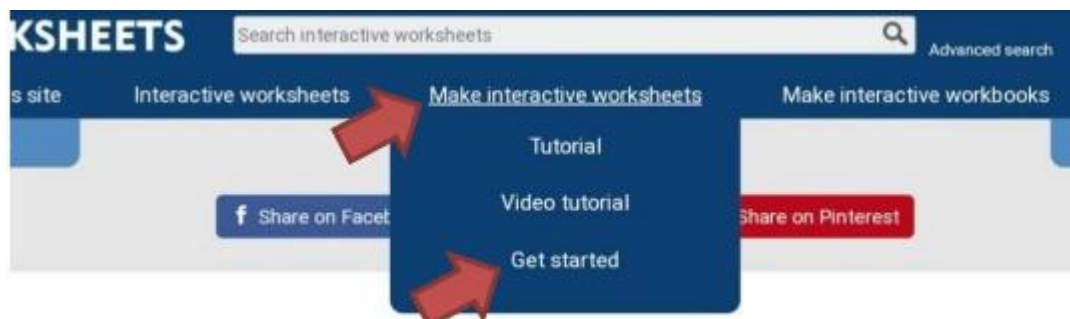 KSHEETS Search interactive worksheets Advanced search
s site Interactive worksheets Make interactive worksheets Make interactive workbooks
Tutorial
Video tutorial
f Share on Faceb Share on Pinterest
Get started